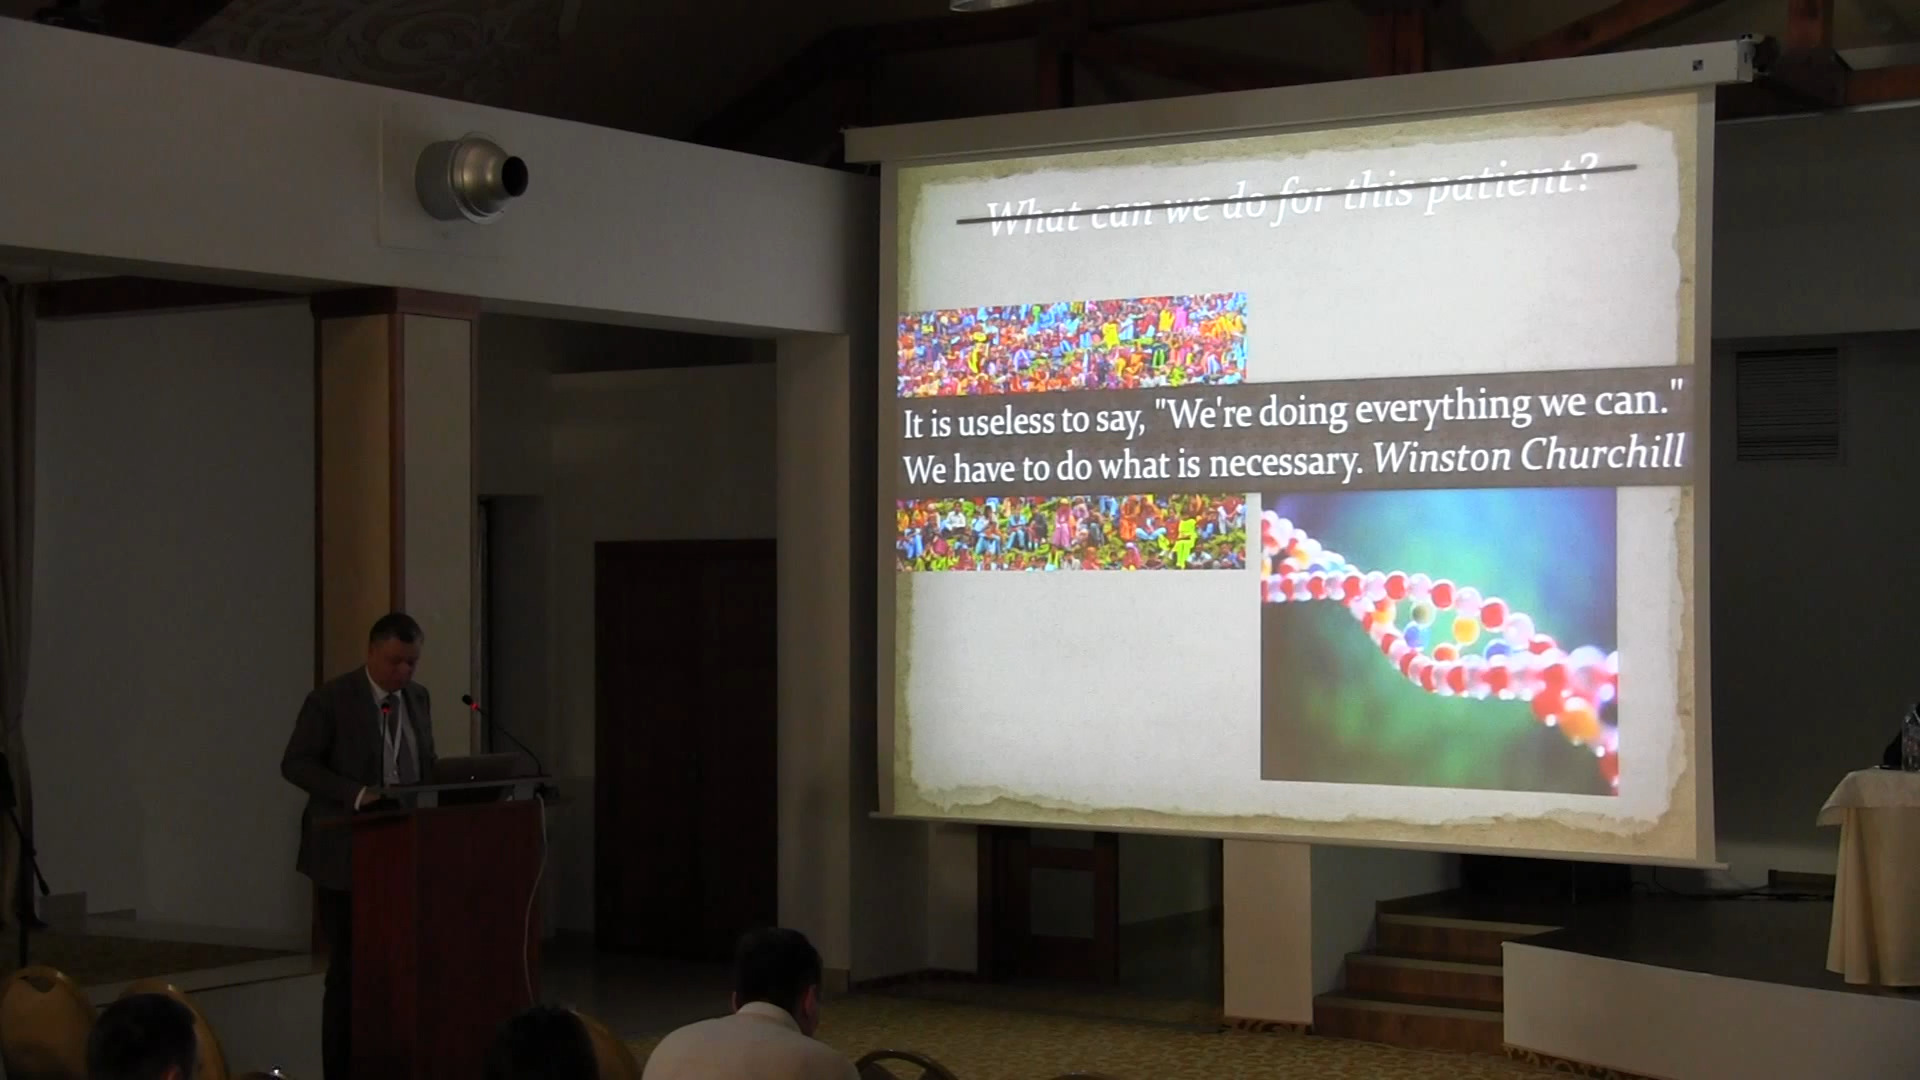 What can we do for this patient?
It is useless to say, "We're doing everything we can."
We have to do what is necessary. Winston Churchill